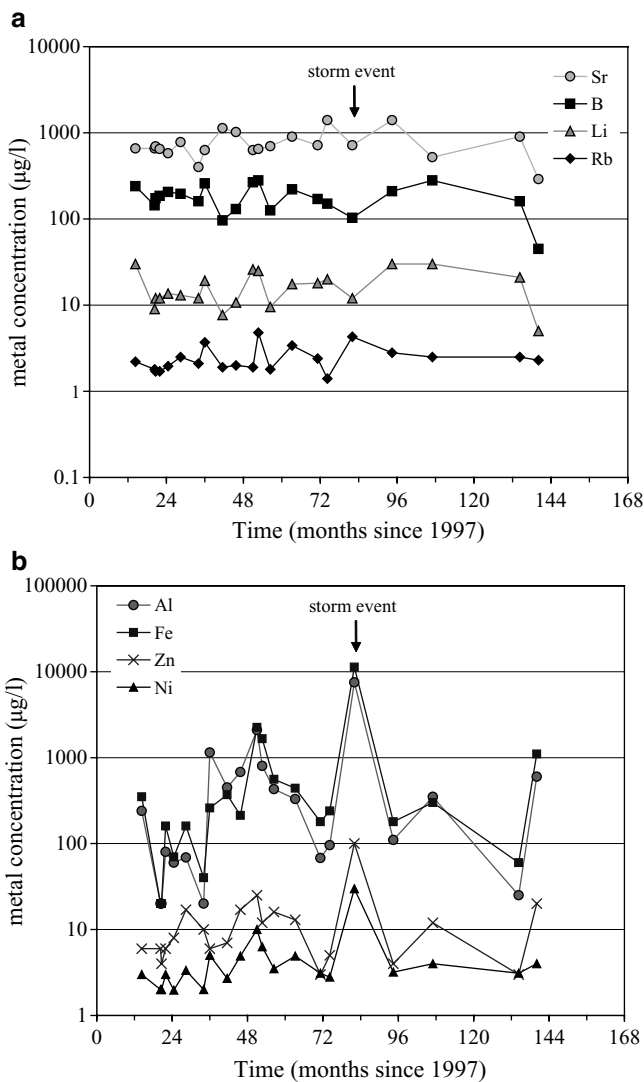 a
10000
storm event
Sr
B
Li
Rb
1000
100
10
1
0.1
metal concentration (µg/l)
0 24 48 72 96 120 144 168
Time (months since 1997)
b
100000
Al
Fe
Zn
Ni
storm event
10000
1000
100
10
1
metal concentration (µg/l)
0 24 48 72 96 120 144 168
Time (months since 1997)